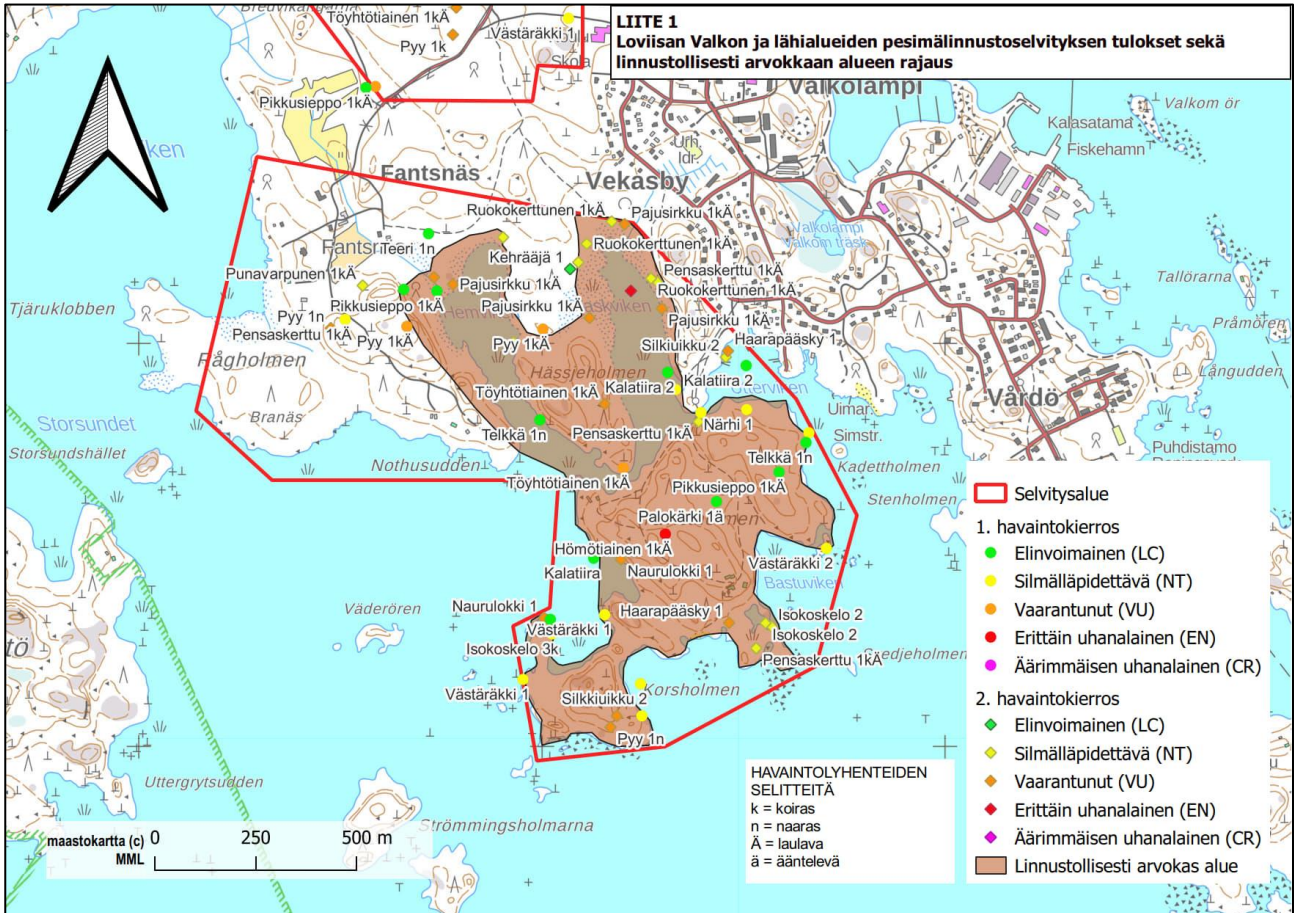 LIITE 1
Loviisan Valkon ja lähialueiden pesimälinnustoselvityksen tulokset sekä
linnustollisesti arvokkaan alueen rajaus
Töyhtötiainen 1kÄ
Västäräkki 1
Pyy 1k
Skola
Pikkusieppo 1kÄ
Valkolampi
Valkom ör
Kalasatama
Fiskehamn
Urh.
Idr.
Fantsnäs
Vekasby
Ruokokerttunen 1kÄ
Pajusirkku 1kÄ
Valkolampi
Valkom träsk
Teeri 1n
Ruokokerttunen 1kÄ
Kehrääjä 1
Punavarpunen 1kÄ
Pensaskerttu 1kÄ
Tallörarna
Pajusirkku 1kÄ
Ruokokerttunen 1kÄ
Tjäruklobben
Pikkusieppo 1kÄ
Pajusirkku 1kÄ
Pyy 1n
Pajusirkku 1kÄ
Pråmören
Pensaskerttu 1kÄ
Pyy 1kÄ
Pyy 1kÄ
Silkiuikku 2
Haarapääsky 1
Rågholmen
Hässjeholmen
Långudden
Kalatiira 2
Kalatiira 2
Utterviken
Töyhtötiainen 1kÄ
Vårdö
Branäs
Storsundet
Närhi 1
Uimar.
Simstr.
Telkkä 1n
Pensaskerttu 1kÄ
Puhdistamo
Storsundshället
Nothusudden
Telkkä 1n
Kadettholmen
Töyhtötiainen 1kÄ
Pikkusieppo 1kÄ
Stenholmen
Palokärki 1ä
Hömötiainen 1kÄ
Västäräkki 2
Kalatiira
Naurulokki 1
Bastuviken
Väderören
Naurulokki 1
Haarapääsky 1
Isokoskelo 2
Västäräkki 1
Isokoskelo 2
Isokoskelo 3k
Pensaskerttu 1kÄ
Västäräkki 1
Silkkiuikku 2
Korsholmen
Pyy 1n
Uttergrytsudden
Strömmingsholmarna
maastokartta (c)
MML
0 250 500 m
HAVAINTOLYHENTEIDEN
SELITTEITÄ
k = koiras
n = naaras
Ä = laulava
ä = ääntelevä
Selvitysalue
1. havaintokierros
Elinvoimainen (LC)
Silmälläpidettävä (NT)
Vaarantunut (VU)
Erittäin uhanalainen (EN)
Äärimmäisen uhanalainen (CR)
2. havaintokierros
Elinvoimainen (LC)
Silmälläpidettävä (NT)
Vaarantunut (VU)
Erittäin uhanalainen (EN)
Äärimmäisen uhanalainen (CR)
Linnustollisesti arvokas alue